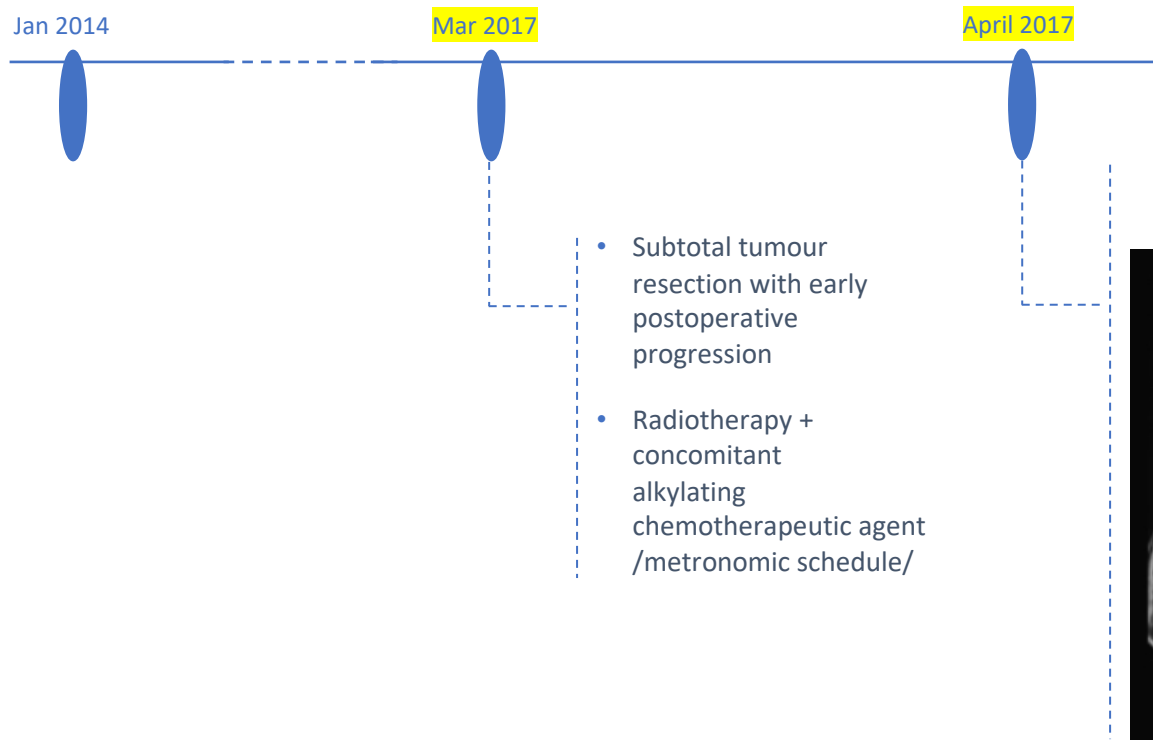 Jan 2014
Mar 2017
April 2017
• Subtotal tumour
resection with early
postoperative
progression
• Radiotherapy +
concomitant
alkylating
chemotherapeutic agent
/metronomic schedule/